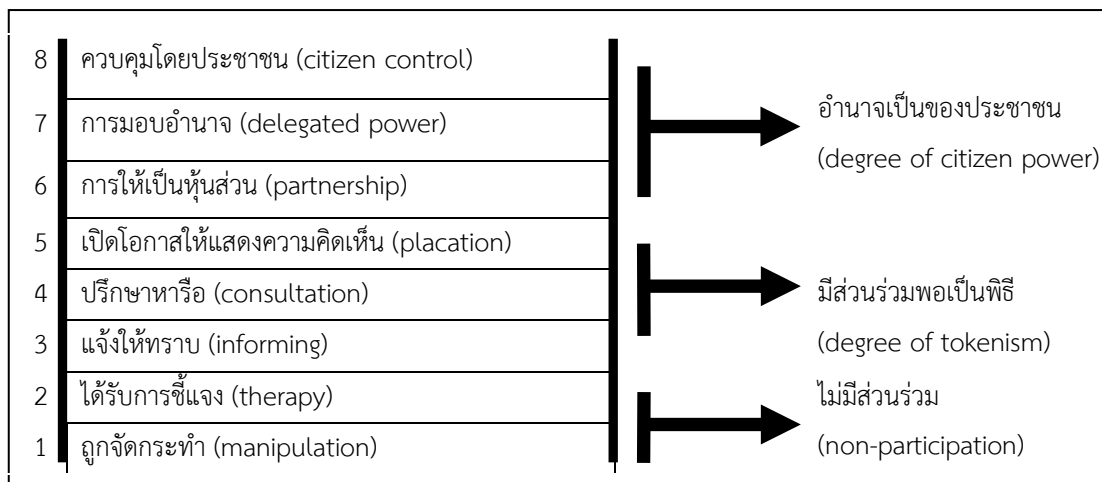 8 ควบคุมโดยประชาชน (citizen control)
7 การมอบอำนาจ (delegated power)
6 การให้เป็นหุ้นส่วน (partnership)
5 เปิดโอกาสให้แสดงความคิดเห็น (placation)
4 ปรึกษาหารือ (consultation)
3 แจ้งให้ทราบ (informing)
2 ได้รับการชี้แจง (therapy)
1 ถูกจัดกระทำ (manipulation)
อำนาจเป็นของประชาชน
(degree of citizen power)
มีส่วนร่วมพอเป็นพิธี
(degree of tokenism)
ไม่มีส่วนร่วม
(non-participation)